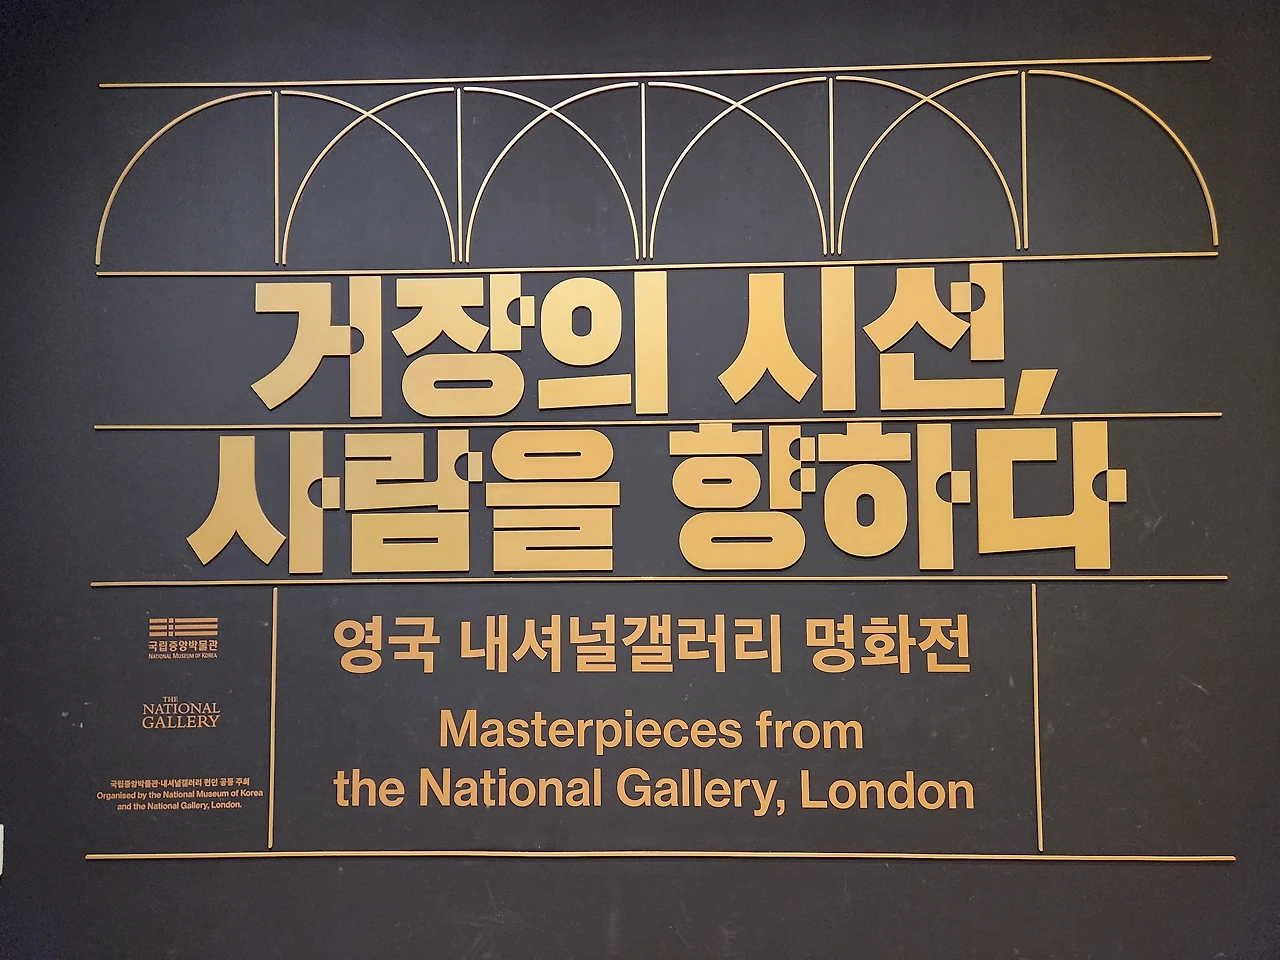 거장의 시선,
사람을 향하다
영국 내셔널갤러리 명화전
Masterpieces from
the National Gallery, London
국립중앙박물관
NATIONAL MUSEUM OF KOREA
THE
NATIONAL
GALLERY
국립중앙박물관·내셔널갤러리 런던 공동 주최
Organised by the National Museum of Korea
and the National Gallery, London.